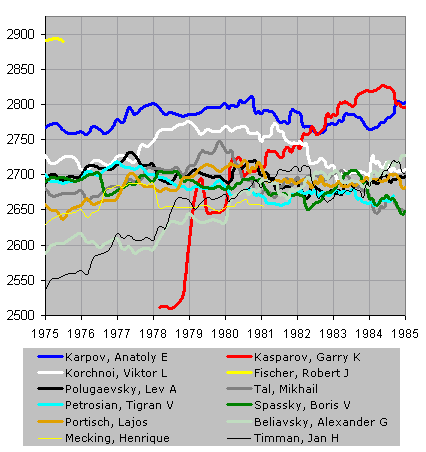 2900
2850
2800
2750
2700
2650
2600
2550
2500
1975 1976 1977 1978 1979 1980 1981 1982 1983 1984 1985
Karpov, Anatoly E Kasparov, Garry K
Korchnoi, Viktor L Fischer, Robert J
Polugaevsky, Lev A Tal, Mikhail
Petrosian, Tigran V Spassky, Boris V
Portisch, Lajos Beliavsky, Alexander G
Mecking, Henrique Timman, Jan H